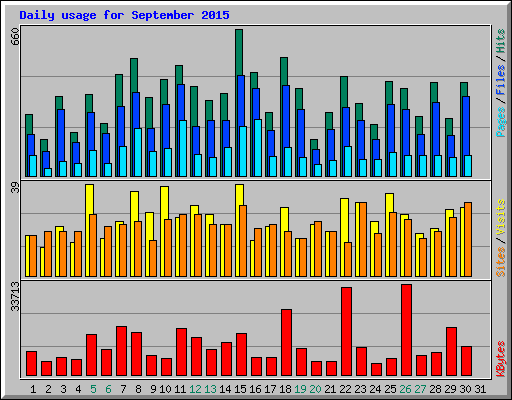 Daily usage for September 2015
660
Pages / Files / Hits
39
Sites / Visits
33713
KBytes
1 2 3 4 5 6 7 8 9 10 11 12 13 14 15 16 17 18 19 20 21 22 23 24 25 26 27 28 29 30 31